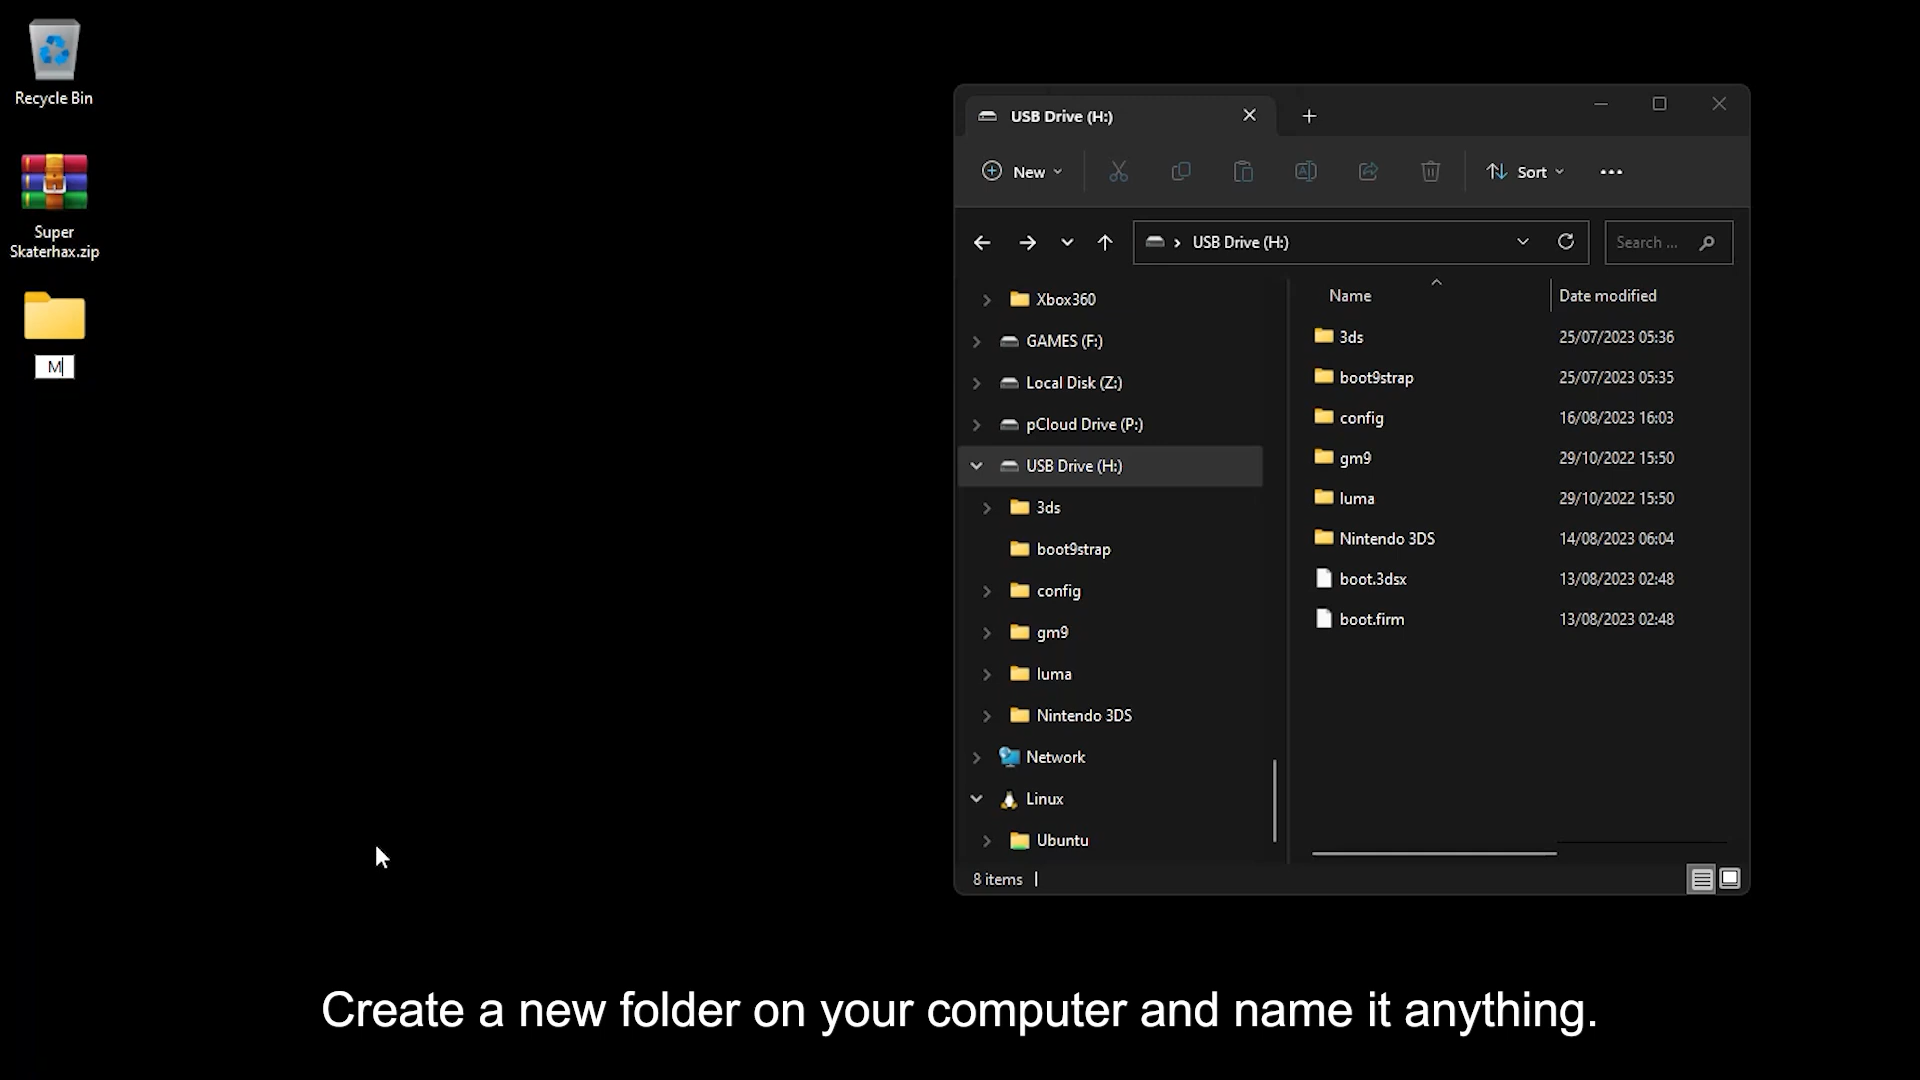 Recycle Bin
Super
Skaterhax.zip
M
USB Drive (H:)
New
Sort
USB Drive (H:)
Search ...
Xbox360
GAMES (F:)
Local Disk (Z:)
pCloud Drive (P:)
USB Drive (H:)
3ds
boot9strap
config
gm9
luma
Nintendo 3DS
Network
Linux
Ubuntu
Name Date modified
3ds 25/07/2023 05:36
boot9strap 25/07/2023 05:35
config 16/08/2023 16:03
gm9 29/10/2022 15:50
luma 29/10/2022 15:50
Nintendo 3DS 14/08/2023 06:04
boot.3dsx 13/08/2023 02:48
boot.firm 13/08/2023 02:48
8 items
Create a new folder on your computer and name it anything.